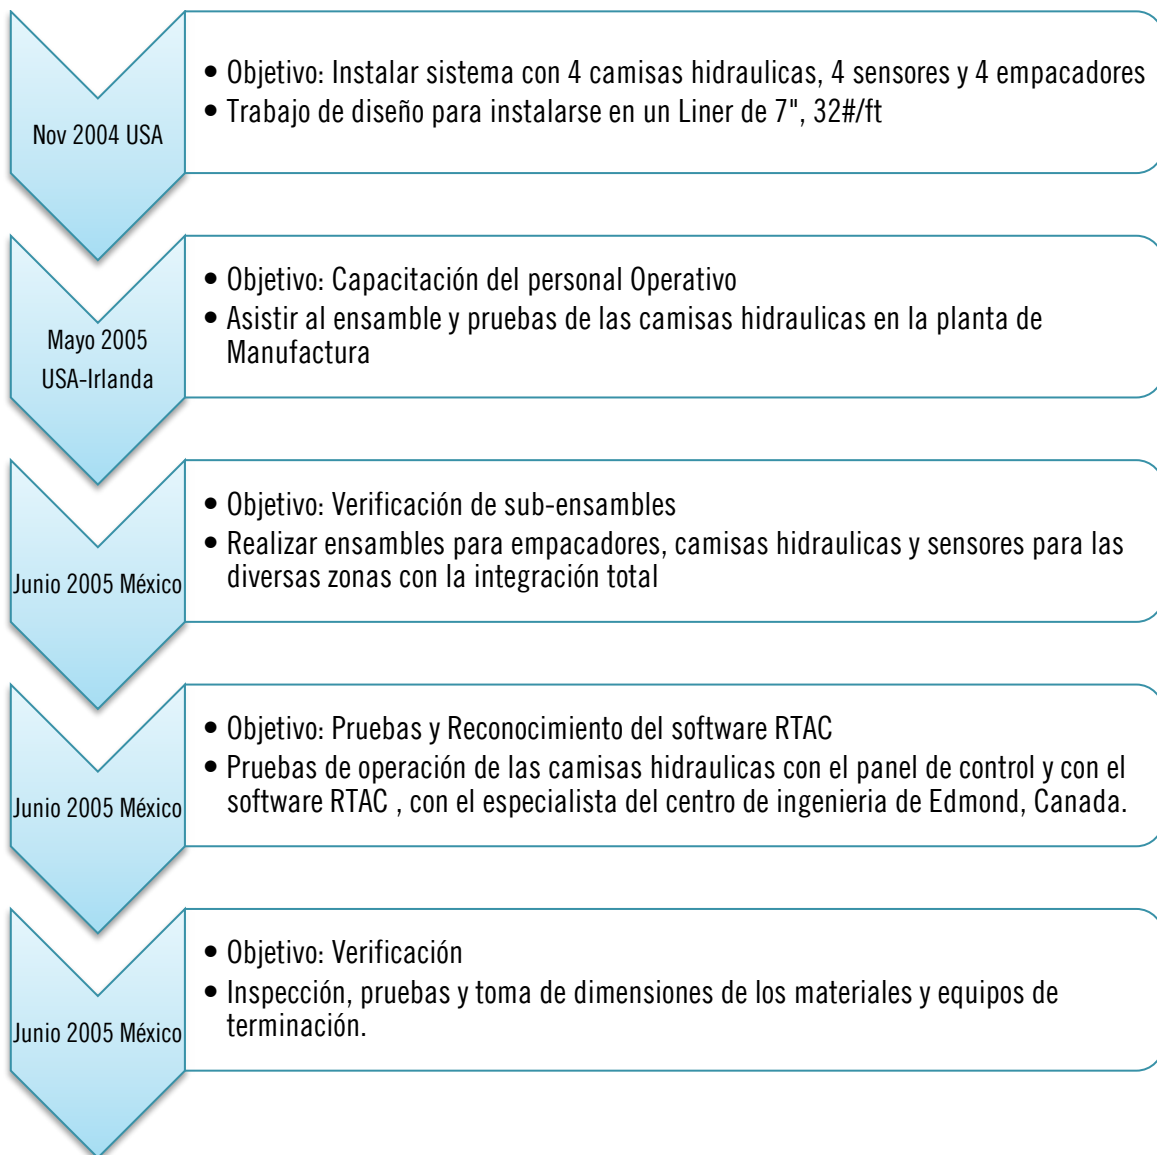 Nov 2004 USA
• Objetivo: Instalar sistema con 4 camisas hidraulicas, 4 sensores y 4 empacadores
• Trabajo de diseño para instalarse en un Liner de 7", 32#/ft
Mayo 2005
USA-Irlanda
• Objetivo: Capacitación del personal Operativo
• Asistir al ensamble y pruebas de las camisas hidraulicas en la planta de
Manufactura
Junio 2005 México
• Objetivo: Verificación de sub-ensambles
• Realizar ensambles para empacadores, camisas hidraulicas y sensores para las
diversas zonas con la integración total
Junio 2005 México
• Objetivo: Pruebas y Reconocimiento del software RTAC
• Pruebas de operación de las camisas hidraulicas con el panel de control y con el
software RTAC , con el especialista del centro de ingenieria de Edmond, Canada.
Junio 2005 México
• Objetivo: Verificación
• Inspección, pruebas y toma de dimensiones de los materiales y equipos de
terminación.